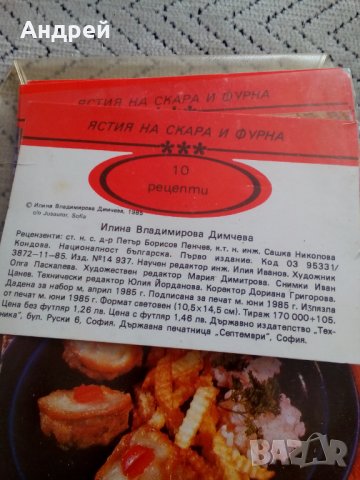 Андрей
ЯСТИЯ НА СКАРА И ФУРНА
ЯСТИЯ НА СКАРА И ФУРНА
***
10
рецепти
© Илина Владимирова Димчева, 1985
c/o Jusautor, Sofia
Илина Владимирова Димчева
Рецензенти: ст. н. с. д-р Петър Борисов Пенчев, к.т. н. инж. Сашка Николова
Кондова. Националност българска. Първо издание. Код 03 95331/
3872—11—85. Изд. №14 937. Научен редактор инж. Илия Иванов. Художник
Олга Паскалева. Художествен редактор Мария Димитрова. Снимки Иван
Цанев. Технически редактор Юлия Йорданова. Коректор Доряна Григорова.
Дадена за набор м. април 1985 г. Подписана за печат м. юни 1985 г. Излязла
от печат м. юни 1985 г. Формат световен (10,5х14,5 см). Тираж 170 000+105.
Цена без футляр 1,26 лв. Цена с футляр 1,46 лв. Държавно издателство „Тех-
ника", бул. Руски 6, София. Държавна печатница „Септември", София.
BAZAR
bg